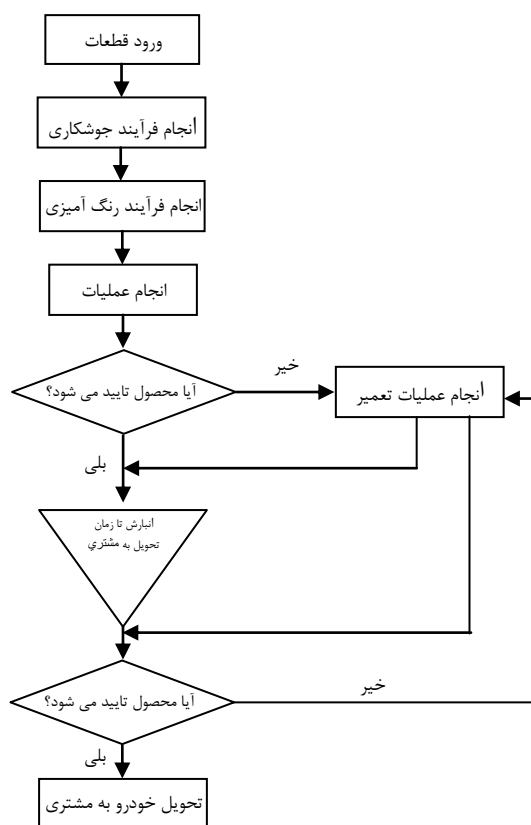 ورود قطعات
انجام فرآیند جوشکاری
انجام فرآیند رنگ آمیزی
انجام عملیات
آیا محصول تایید می شود؟
خیر
انجام عملیات تعمیر
بلی
انبارش تا زمان
تحویل به مشتري
آیا محصول تایید می شود؟
خیر
بلی
تحویل خودرو به مشتری